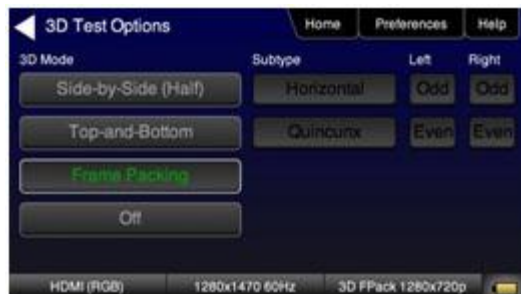 3D Test Options
Home
Preferences
Help
3D Mode
Subtype
Left
Right
Side-by-Side (Half)
Horizontal
Odd
Odd
Top-and-Bottom
Quincunx
Even
Even
Frame Packing
Off
HDMI (RGB)
1280x1470 60Hz
3D FPack 1280x720p